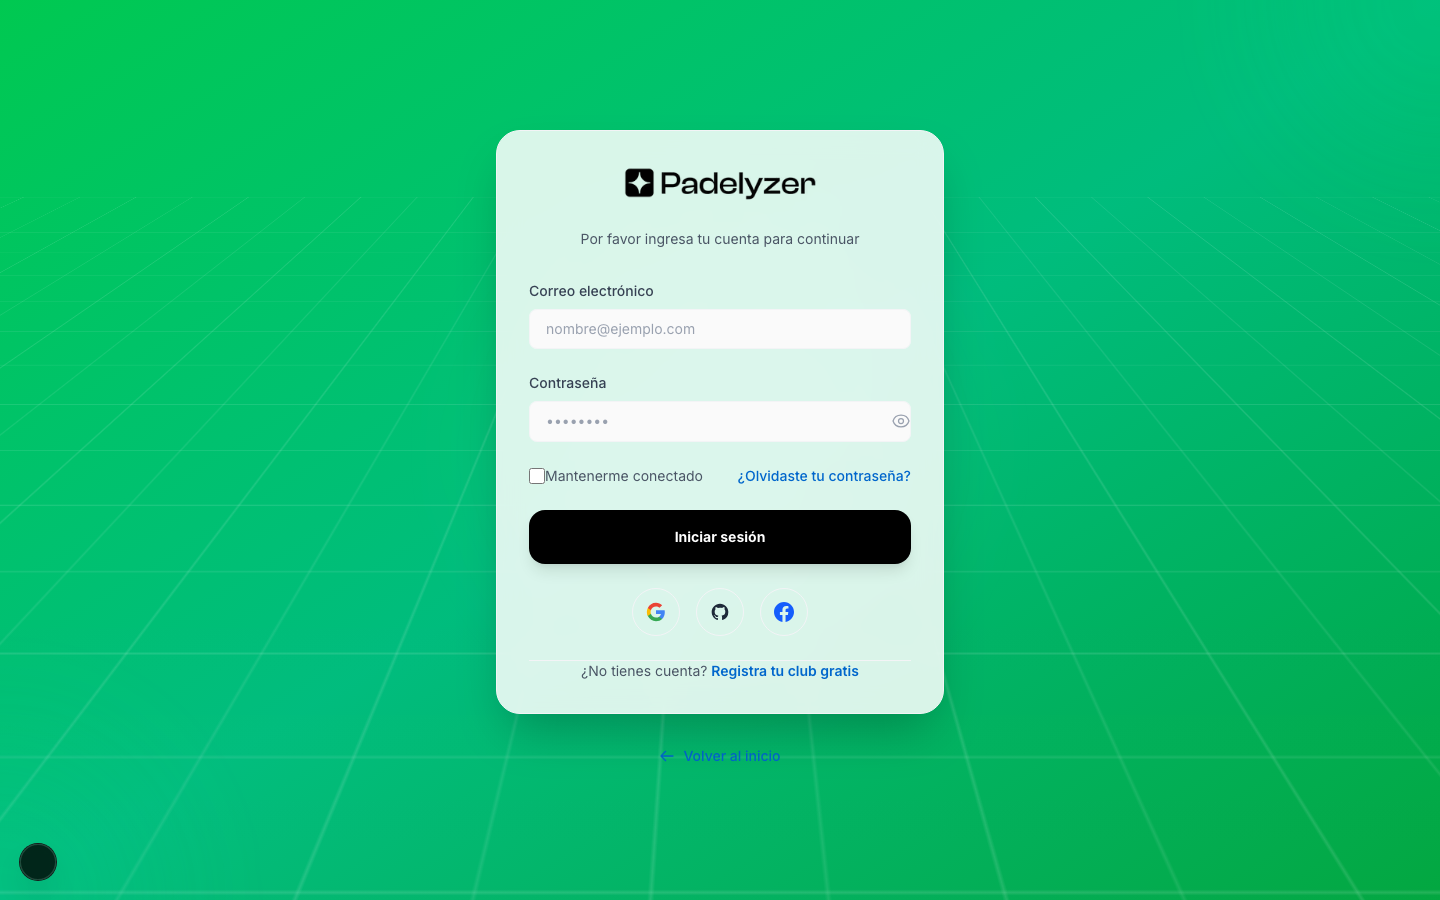 Padelyzer
Por favor ingresa tu cuenta para continuar
Correo electrónico
nombre@ejemplo.com
Contraseña
••••••••
Mantenerme conectado
¿Olvidaste tu contraseña?
Iniciar sesión
¿No tienes cuenta? Registra tu club gratis
← Volver al inicio